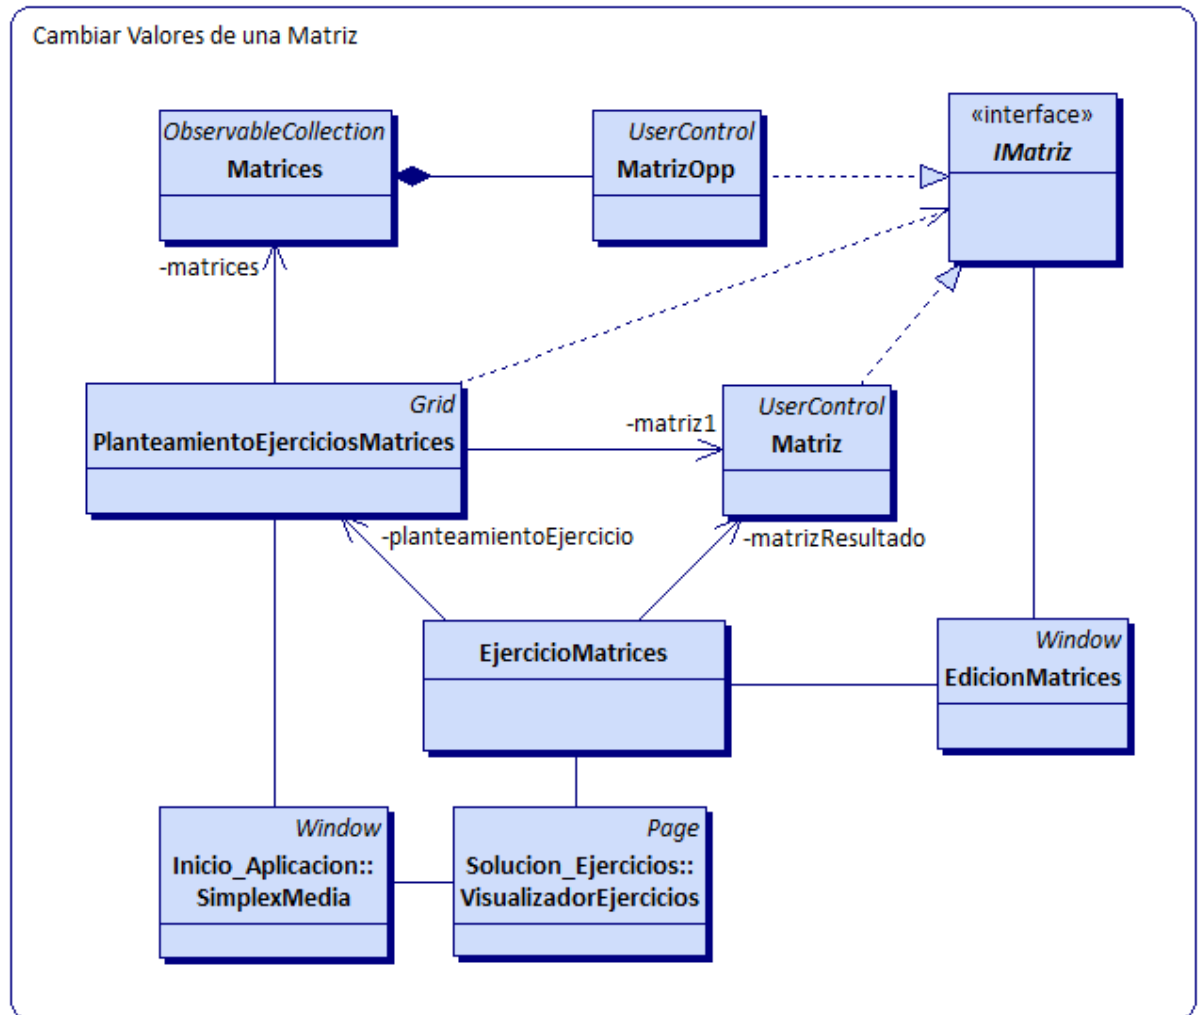 Cambiar Valores de una Matriz
ObservableCollection
Matrices
UserControl
MatrizOpp
«interface»
IMatriz
-matrices
Grid
PlanteamientoEjerciciosMatrices
-matriz1
UserControl
Matriz
-planteamientoEjercicio
-matrizResultado
EjercicioMatrices
Window
EdicionMatrices
Window
Inicio_Aplicacion::
SimplexMedia
Page
Solucion_Ejercicios::
VisualizadorEjercicios